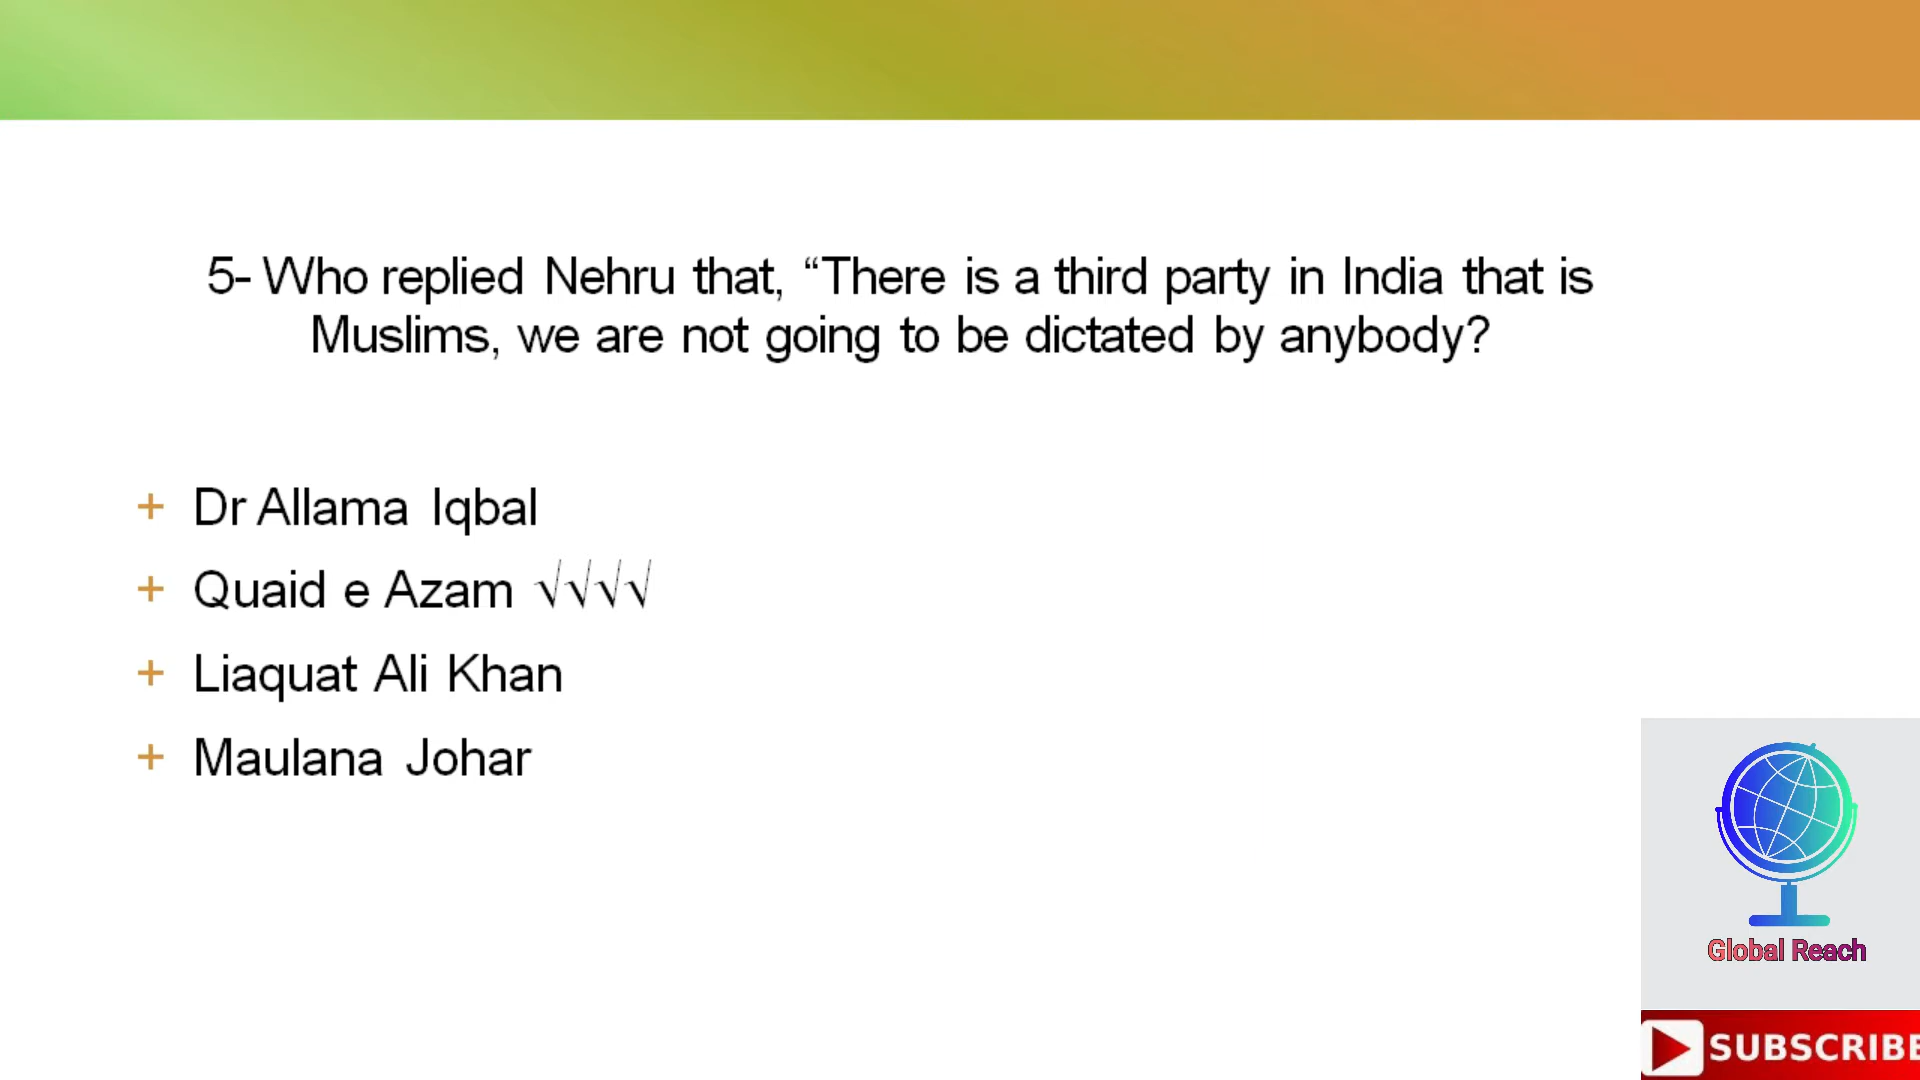 5- Who replied Nehru that, “There is a third party in India that is
Muslims, we are not going to be dictated by anybody?
+ Dr Allama Iqbal
+ Quaid e Azam √√√√
+ Liaquat Ali Khan
+ Maulana Johar
Global Reach
SUBSCRIBE